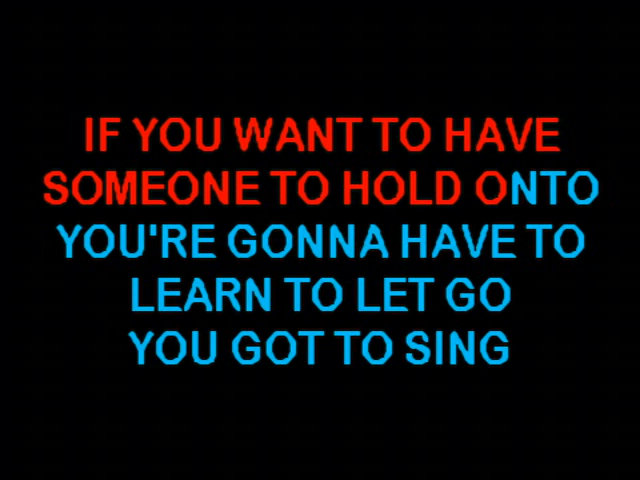 IF YOU WANT TO HAVE
SOMEONE TO HOLD ONTO
YOU'RE GONNA HAVE TO
LEARN TO LET GO
YOU GOT TO SING